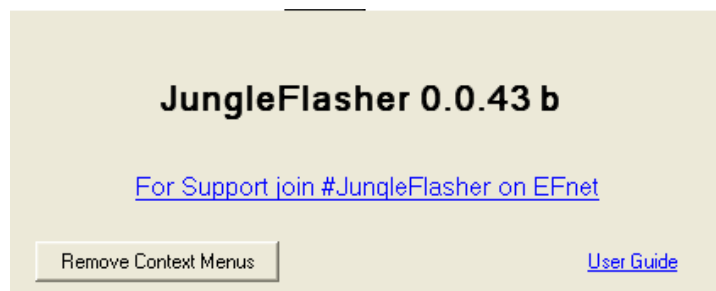 JungleFlasher 0.0.43 b
For Support join #JungleFlasher on EFnet
Remove Context Menus
User Guide